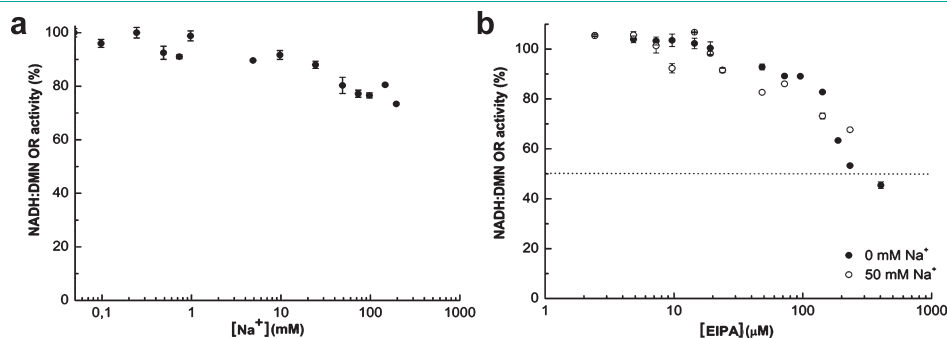 a
NADH:DMN OR activity (%)
100
80
60
40
20
0
0,1
1
10
100
1000
[Na+] (mM)
b
NADH:DMN OR activity (%)
100
80
60
40
20
0
1
10
100
1000
[EIPA] (µM)
0 mM Na+
50 mM Na+